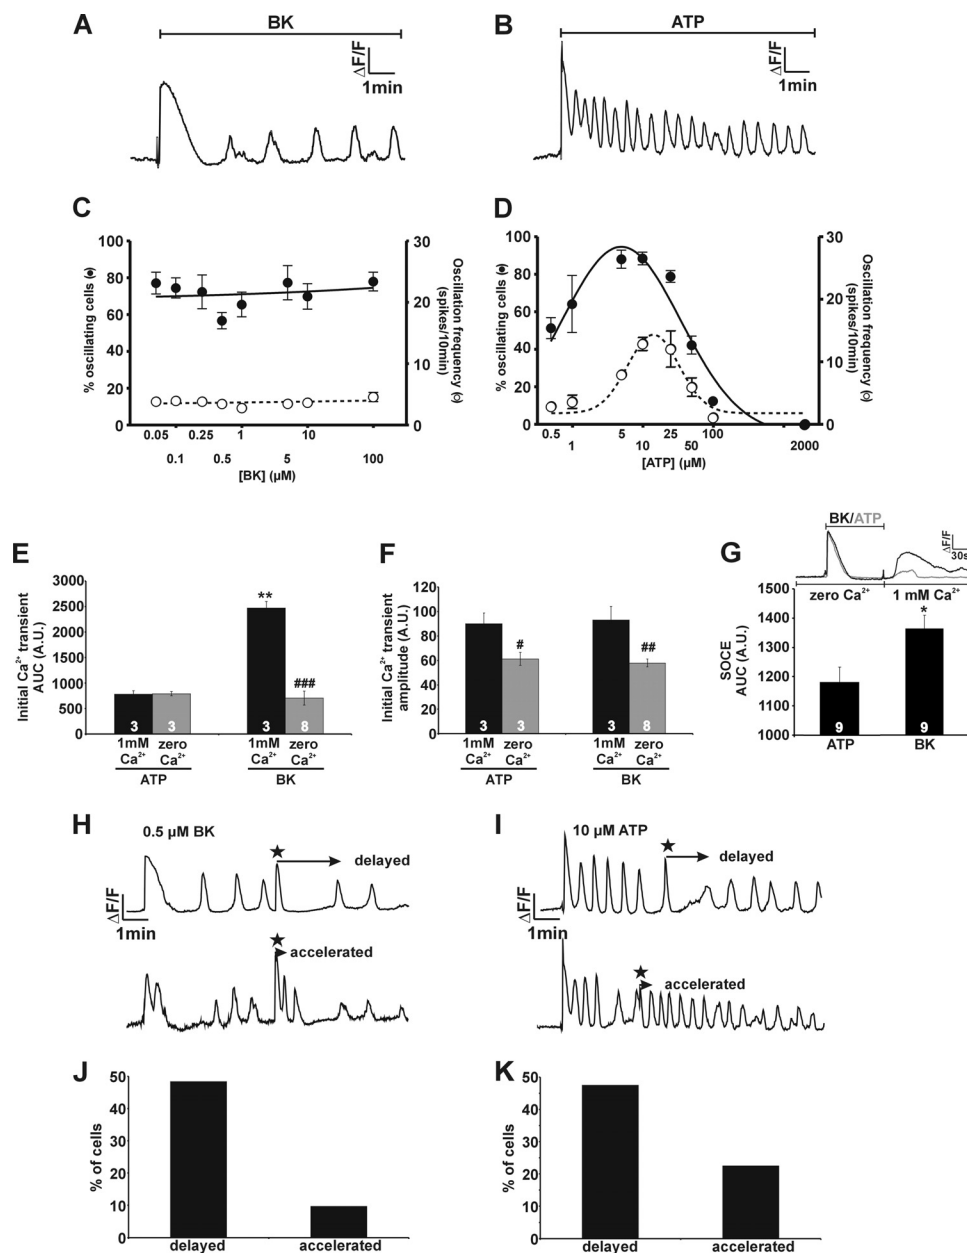 A
BK
ΔF/F
1min
B
ATP
ΔF/F
1min
C
% oscillating cells (●)
100
80
60
40
20
0
30
20
10
0
Oscillation frequency (○)
(spikes/10min)
0.05
0.25
1
10
0.1
0.5
5
100
[BK] (µM)
D
% oscillating cells (●)
100
80
60
40
20
0
30
20
10
0
Oscillation frequency (○)
(spikes/10min)
0.5
5
25
100
1
10
50
2000
[ATP] (µM)
E
Initial Ca²⁺ transient
AUC (A.U.)
3000
2500
2000
1500
1000
500
0
**
###
3
3
3
8
1mM
Ca²⁺
zero
Ca²⁺
1mM
Ca²⁺
zero
Ca²⁺
ATP
BK
F
Initial Ca²⁺ transient
amplitude (A.U.)
120
100
80
60
40
20
0
#
##
3
3
3
8
1mM
Ca²⁺
zero
Ca²⁺
1mM
Ca²⁺
zero
Ca²⁺
ATP
BK
G
BK/ATP
ΔF/F
30s
zero Ca²⁺
1 mM Ca²⁺
SOCE
AUC (A.U.)
1500
1400
1300
1200
1100
1000
*
9
9
ATP
BK
H
0.5 µM BK
★
delayed
ΔF/F
1min
★
accelerated
I
10 µM ATP
★
delayed
ΔF/F
1min
★
accelerated
J
% of cells
50
40
30
20
10
0
delayed
accelerated
K
% of cells
50
40
30
20
10
0
delayed
accelerated